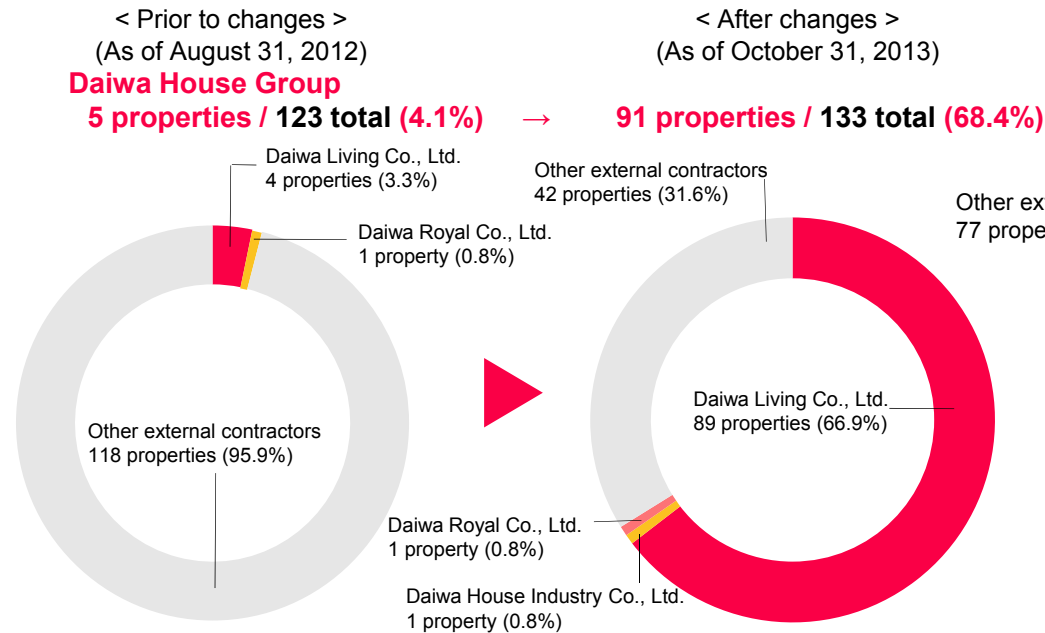 < Prior to changes >
(As of August 31, 2012)
Daiwa House Group
5 properties / 123 total (4.1%)
→
Daiwa Living Co., Ltd.
4 properties (3.3%)
Daiwa Royal Co., Ltd.
1 property (0.8%)
Other external contractors
118 properties (95.9%)
< After changes >
(As of October 31, 2013)
91 properties / 133 total (68.4%)
Other external contractors
42 properties (31.6%)
Other
77
Daiwa Living Co., Ltd.
89 properties (66.9%)
Daiwa Royal Co., Ltd.
1 property (0.8%)
Daiwa House Industry Co., Ltd.
1 property (0.8%)